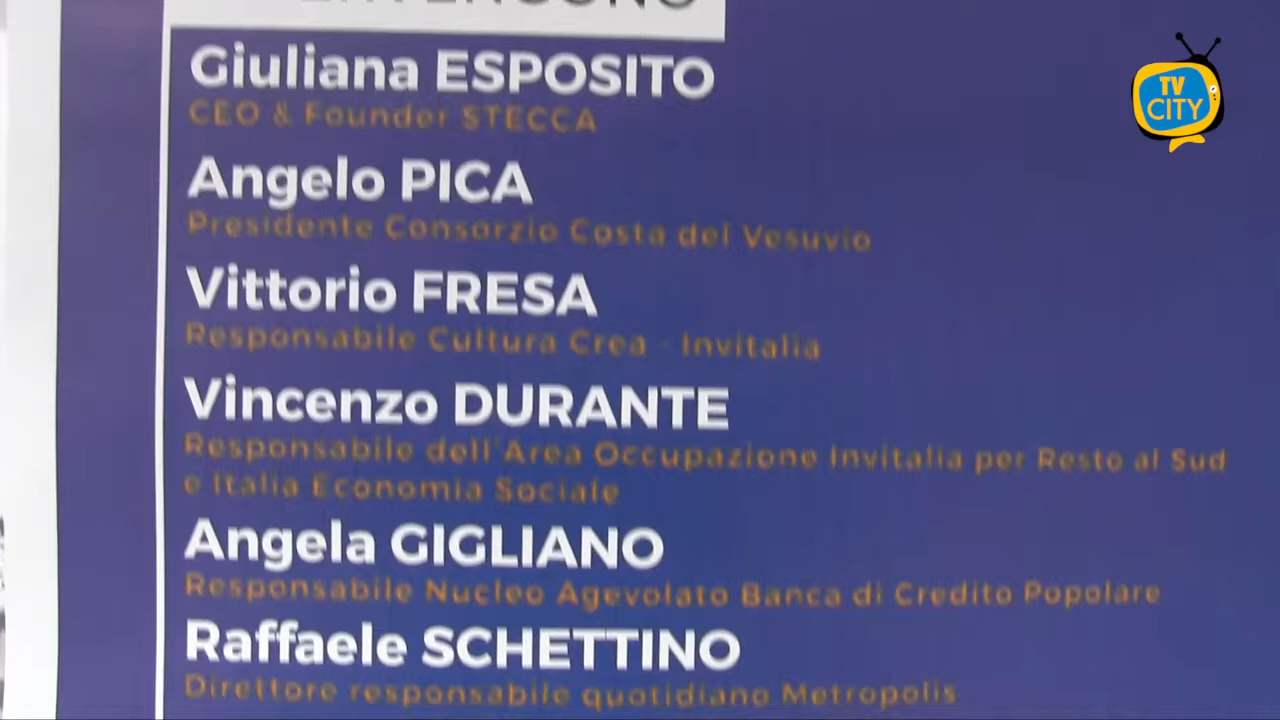 Giuliana ESPOSITO
CEO & Founder STECCA
Angelo PICA
Presidente Consorzio Costa del Vesuvio
Vittorio FRESA
Responsabile Cultura Crea - Invitalia
Vincenzo DURANTE
Responsabile dell'Area Occupazione Invitalia per Resto al Sud
e Italia Economia Sociale
Angela GIGLIANO
Responsabile Nucleo Agevolato Banca di Credito Popolare
Raffaele SCHETTINO
Direttore responsabile quotidiano Metropolis
TV
CITY